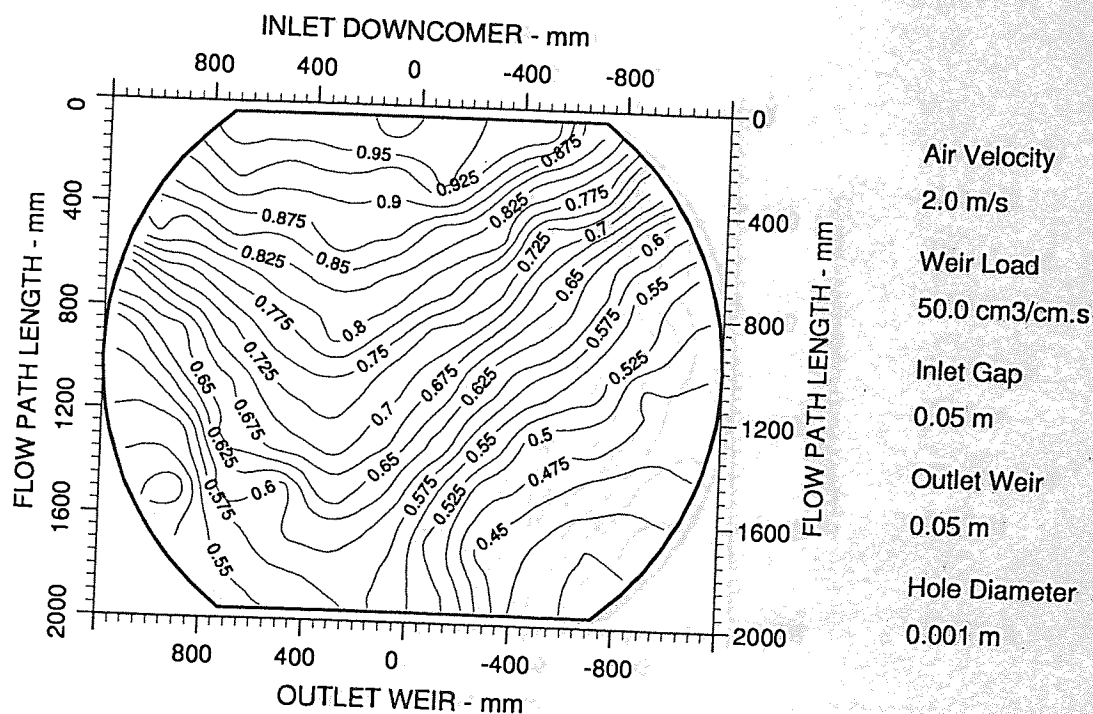 INLET DOWNCOMER - mm
800 400 0 -400 -800
0 400 800 1200 1600 2000
FLOW PATH LENGTH - mm
0.95
0.875
0.925
0.9
0.775
0.825
0.875
0.7
0.6
0.725
0.825
0.85
0.65
0.55
0.775
0.8
0.575
0.75
0.725
0.525
0.65
0.675
0.625
0.7
0.675
0.5
0.625
0.55
0.65
0.475
0.6
0.575
0.575
0.525
0.45
0.55
0 400 800 1200 1600 2000
FLOW PATH LENGTH - mm
800 400 0 -400 -800
OUTLET WEIR - mm
Air Velocity
2.0 m/s
Weir Load
50.0 cm3/cm.s
Inlet Gap
0.05 m
Outlet Weir
0.05 m
Hole Diameter
0.001 m